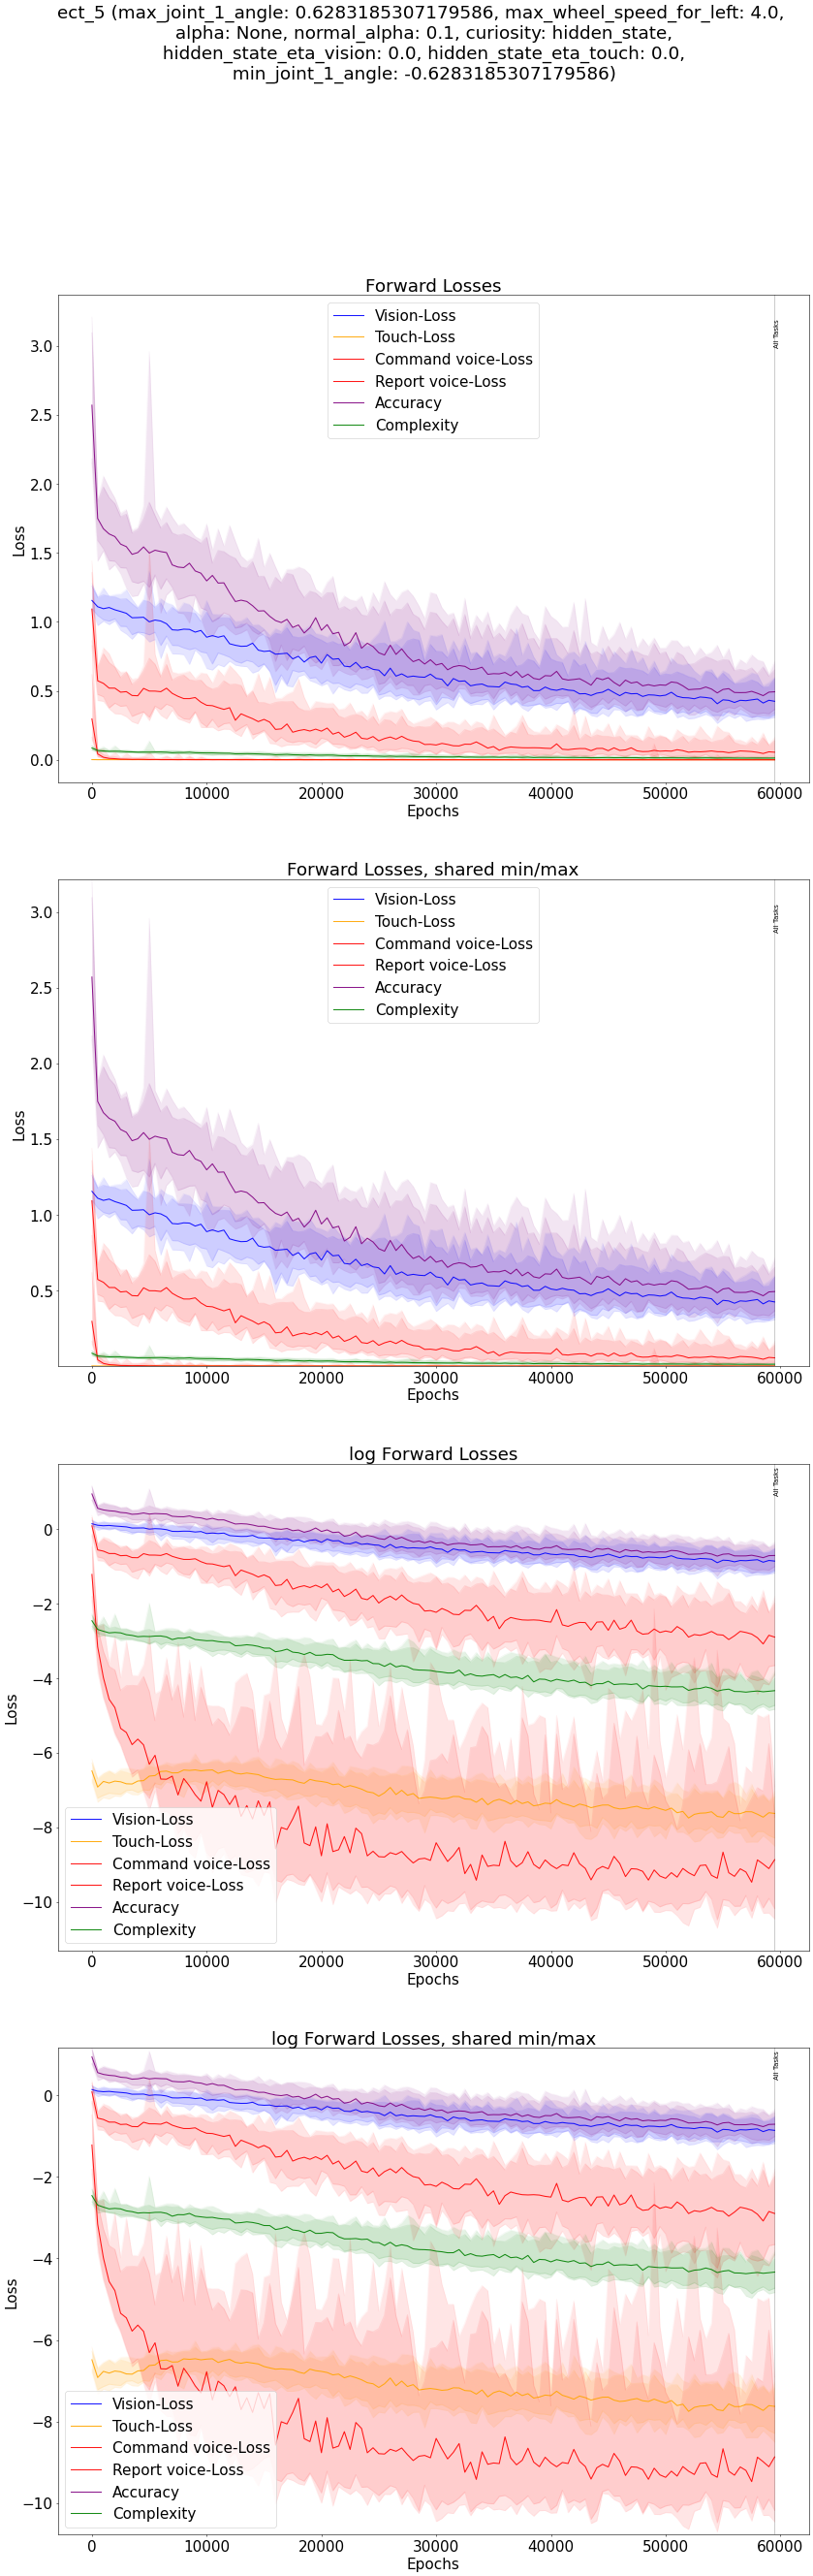 ect_5 (max_joint_1_angle: 0.6283185307179586, max_wheel_speed_for_left: 4.0,
alpha: None, normal_alpha: 0.1, curiosity: hidden_state,
hidden_state_eta_vision: 0.0, hidden_state_eta_touch: 0.0,
min_joint_1_angle: -0.6283185307179586)
Forward Losses
Vision-Loss
Touch-Loss
Command voice-Loss
Report voice-Loss
Accuracy
Complexity
All Tasks
3.0
2.5
2.0
1.5
1.0
0.5
0.0
Loss
0 10000 20000 30000 40000 50000 60000
Epochs
Forward Losses, shared min/max
Vision-Loss
Touch-Loss
Command voice-Loss
Report voice-Loss
Accuracy
Complexity
All Tasks
3.0
2.5
2.0
1.5
1.0
0.5
Loss
0 10000 20000 30000 40000 50000 60000
Epochs
log Forward Losses
All Tasks
0
−2
−4
−6
−8
−10
Loss
Vision-Loss
Touch-Loss
Command voice-Loss
Report voice-Loss
Accuracy
Complexity
0 10000 20000 30000 40000 50000 60000
Epochs
log Forward Losses, shared min/max
All Tasks
0
−2
−4
−6
−8
−10
Loss
Vision-Loss
Touch-Loss
Command voice-Loss
Report voice-Loss
Accuracy
Complexity
0 10000 20000 30000 40000 50000 60000
Epochs